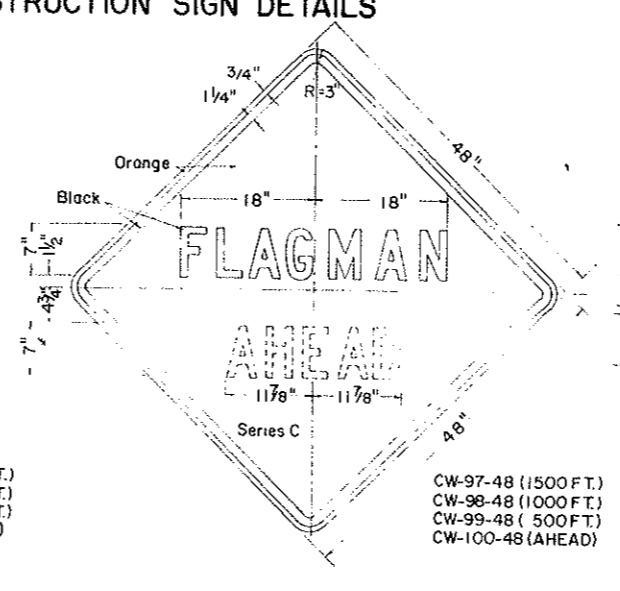 STRUCTION SIGN DETAILS
3/4"
1 1/4"
R=3"
48"
Orange
Black
18" 18"
FLAGMAN
7"
1 1/2"
4 3/4"
7"
AHEAD
11 7/8" 11 7/8"
Series C
48"
T.)
T.)
T.)
)
CW-97-48 (1500 FT.)
CW-98-48 (1000 FT.)
CW-99-48 ( 500 FT.)
CW-100-48 (AHEAD)